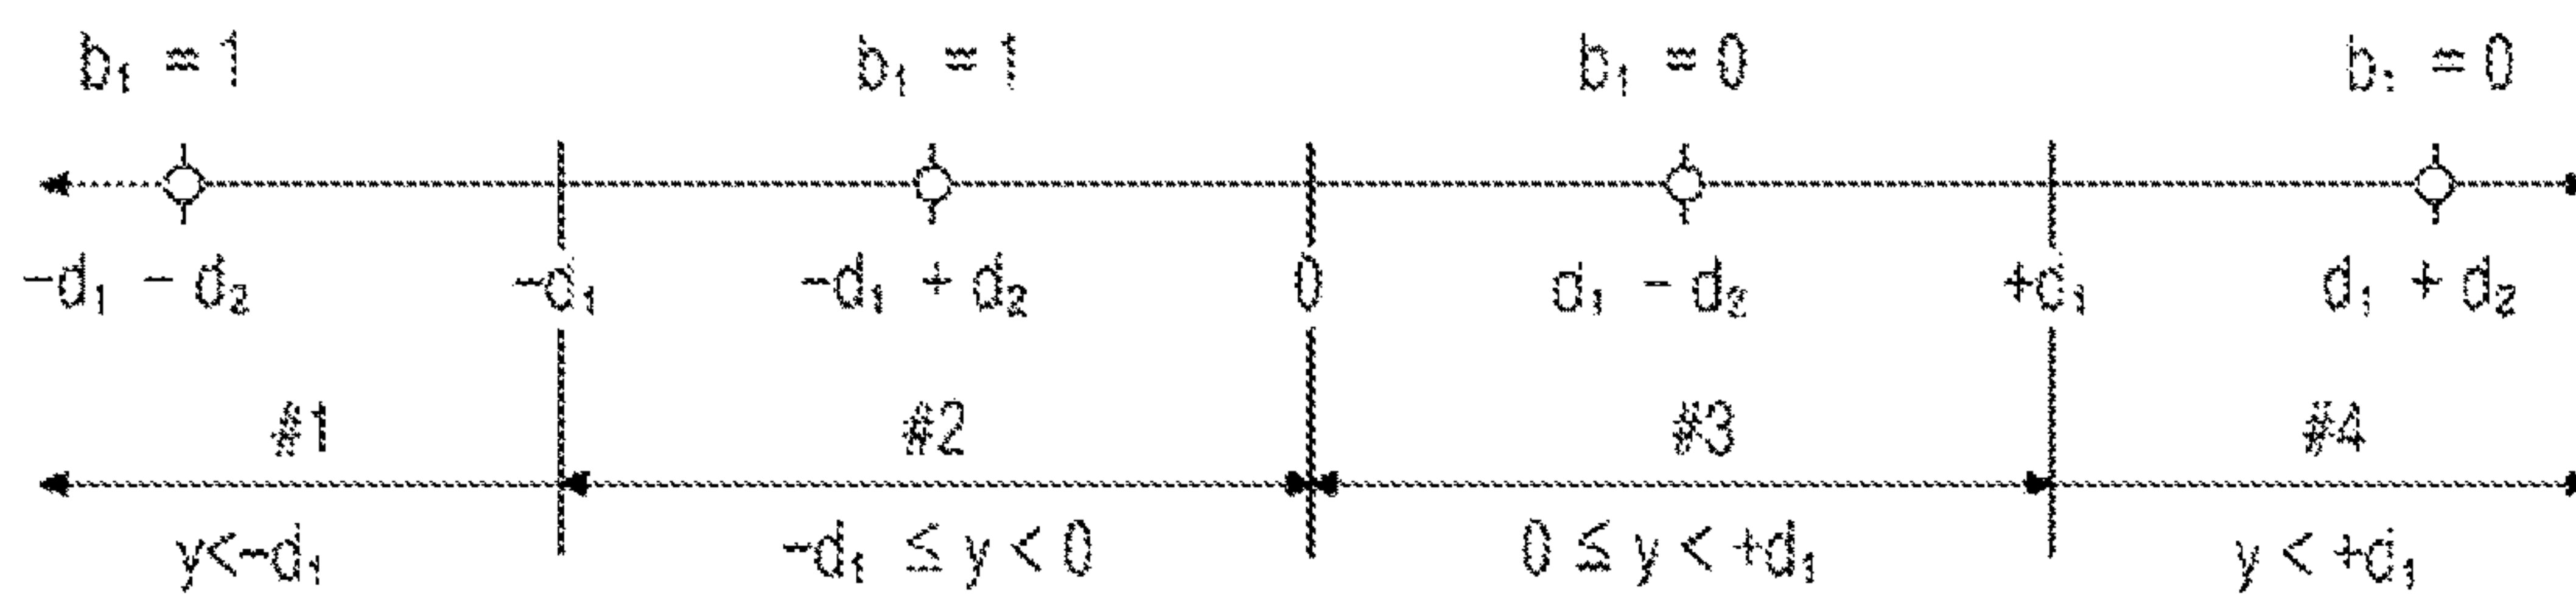 b₁ = 1 b₁ = 1 b₁ = 0 b₁ = 0
-d₁ - d₂ -d₁ -d₁ + d₂ 0 d₁ - d₂ +d₁ d₁ + d₂
#1 #2 #3 #4
y<-d₁ -d₁ ≤ y < 0 0 ≤ y < +d₁ y < +d₁